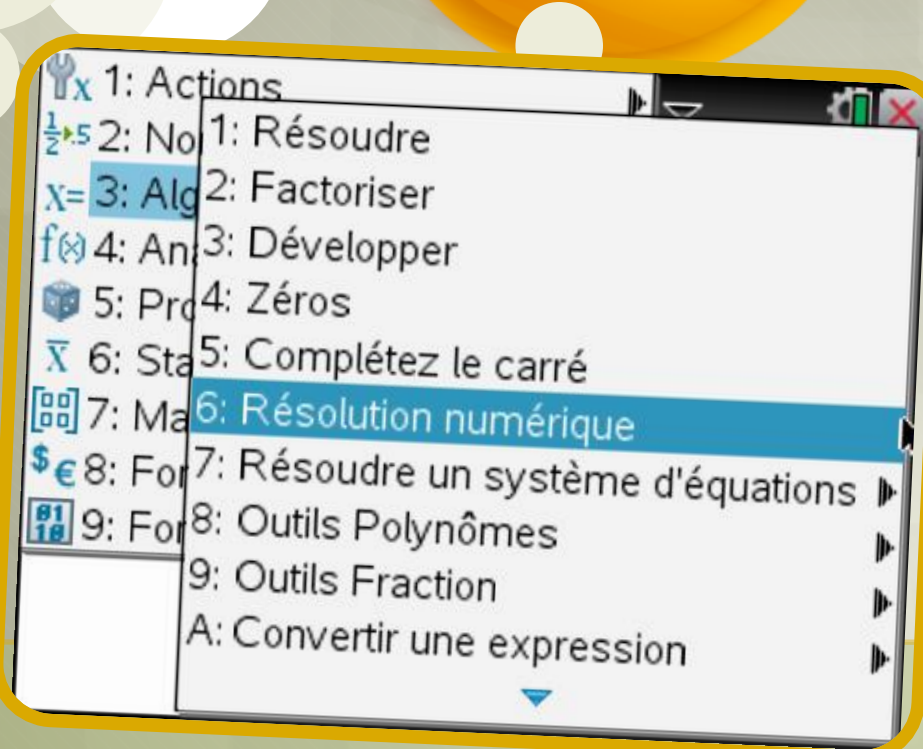 1: Actions
2: No
3: Alg
4: An
5: Pro
6: Sta
7: Ma
8: For
9: For
1: Résoudre
2: Factoriser
3: Développer
4: Zéros
5: Complétez le carré
6: Résolution numérique
7: Résoudre un système d'équations
8: Outils Polynômes
9: Outils Fraction
A: Convertir une expression